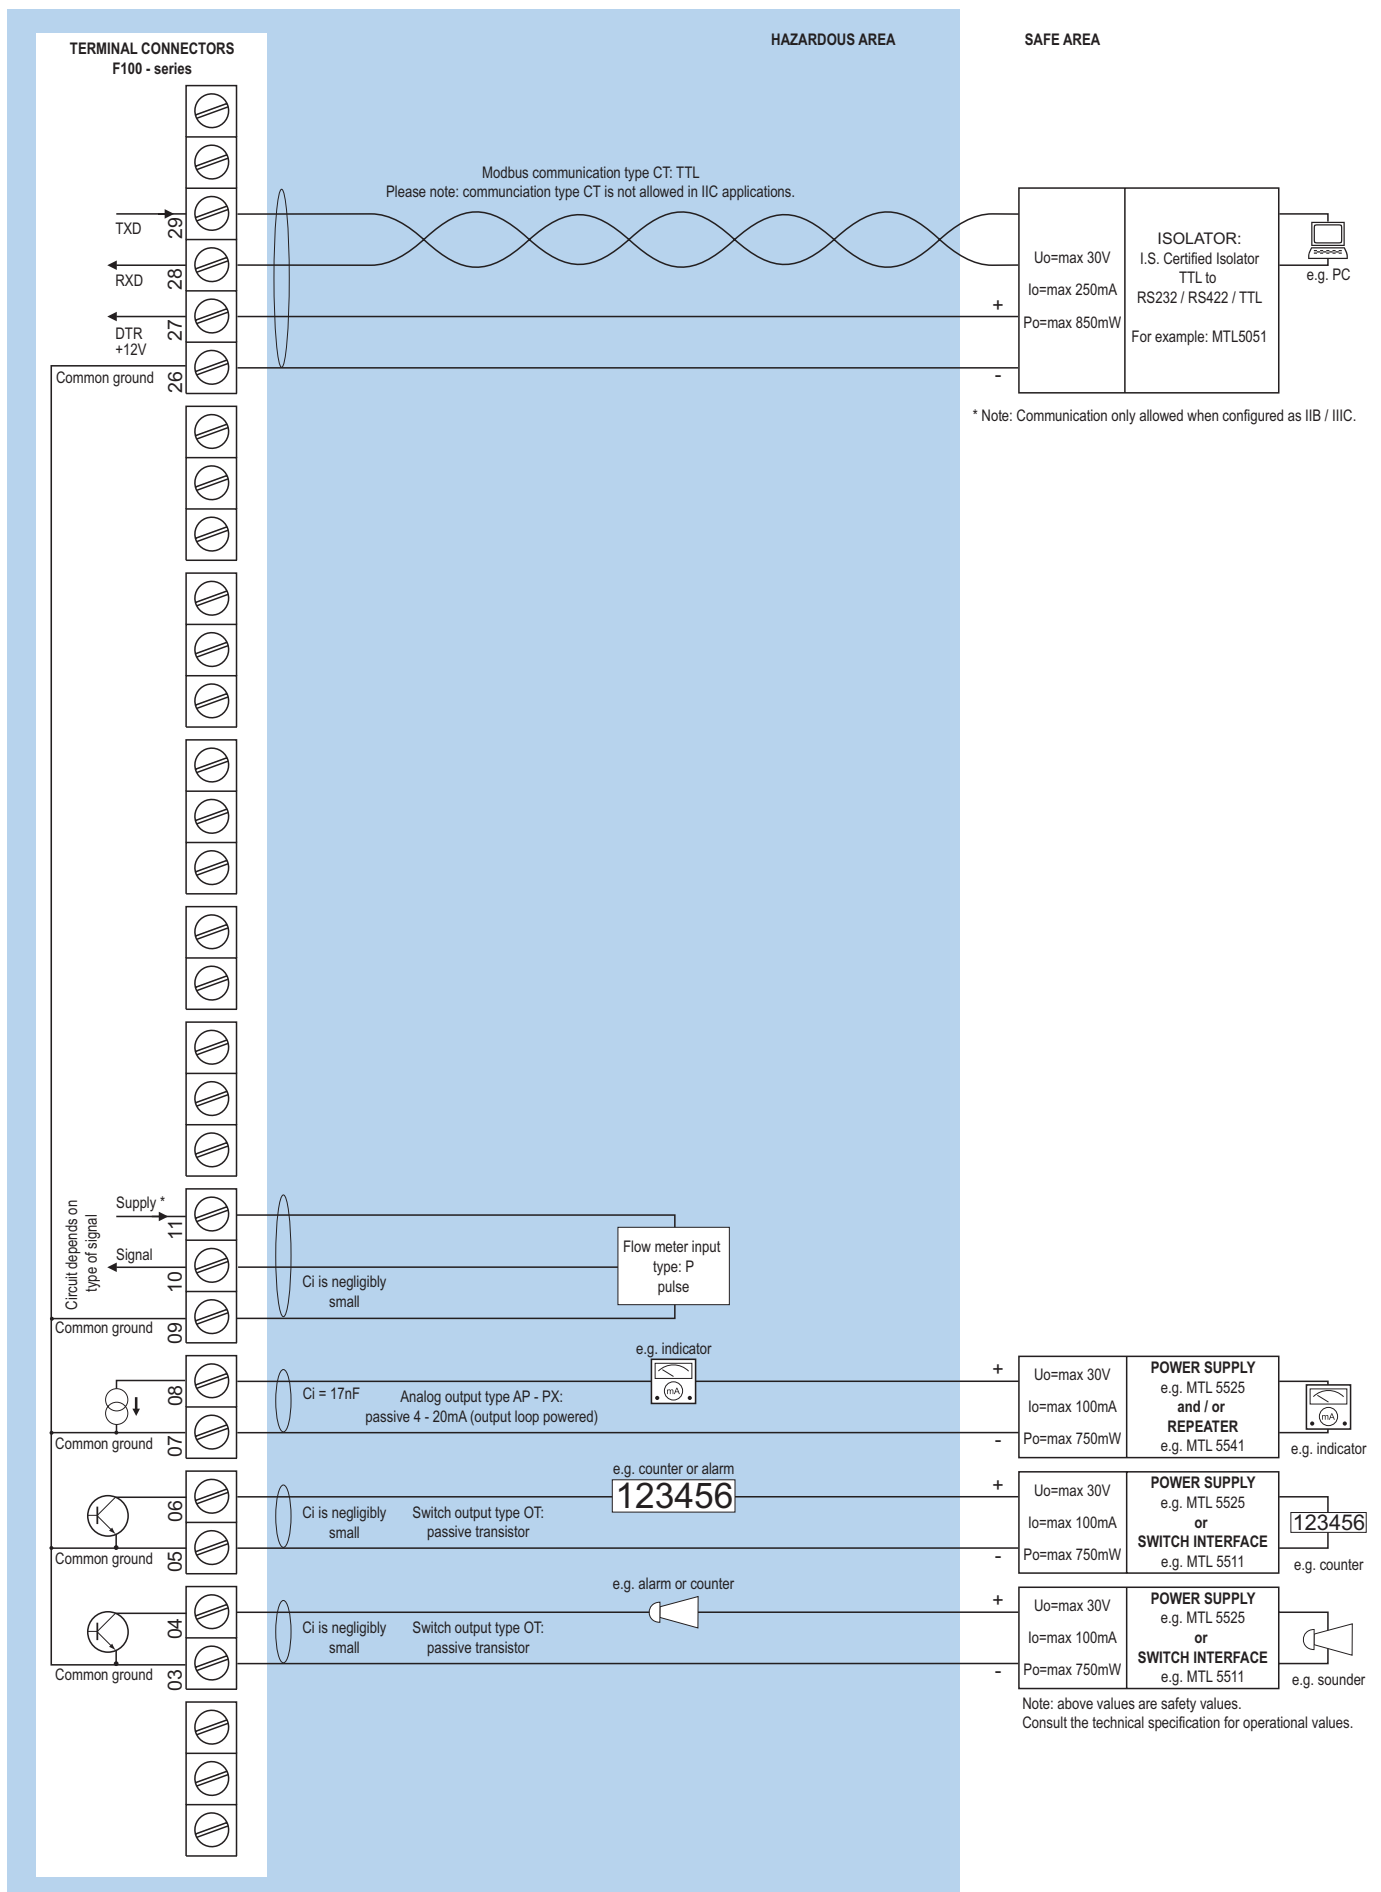 TERMINAL CONNECTORS
F100 - series
HAZARDOUS AREA
SAFE AREA
Modbus communication type CT: TTL
Please note: communciation type CT is not allowed in IIC applications.
TXD
29
RXD
28
DTR
+12V
27
Common ground
26
+
-
Uo=max 30V
Io=max 250mA
Po=max 850mW
ISOLATOR:
I.S. Certified Isolator
TTL to
RS232 / RS422 / TTL
For example: MTL5051
e.g. PC
* Note: Communication only allowed when configured as IIB / IIIC.
Circuit depends on
type of signal
Supply *
11
Signal
10
Common ground
09
Ci is negligibly
small
Flow meter input
type: P
pulse
08
Common ground
07
Ci = 17nF
Analog output type AP - PX:
passive 4 - 20mA (output loop powered)
e.g. indicator
mA
+
-
Uo=max 30V
Io=max 100mA
Po=max 750mW
POWER SUPPLY
e.g. MTL 5525
and / or
REPEATER
e.g. MTL 5541
mA
e.g. indicator
06
Common ground
05
Ci is negligibly
small
Switch output type OT:
passive transistor
e.g. counter or alarm
123456
+
-
Uo=max 30V
Io=max 100mA
Po=max 750mW
POWER SUPPLY
e.g. MTL 5525
or
SWITCH INTERFACE
e.g. MTL 5511
123456
e.g. counter
04
Common ground
03
Ci is negligibly
small
Switch output type OT:
passive transistor
e.g. alarm or counter
+
-
Uo=max 30V
Io=max 100mA
Po=max 750mW
POWER SUPPLY
e.g. MTL 5525
or
SWITCH INTERFACE
e.g. MTL 5511
e.g. sounder
Note: above values are safety values.
Consult the technical specification for operational values.